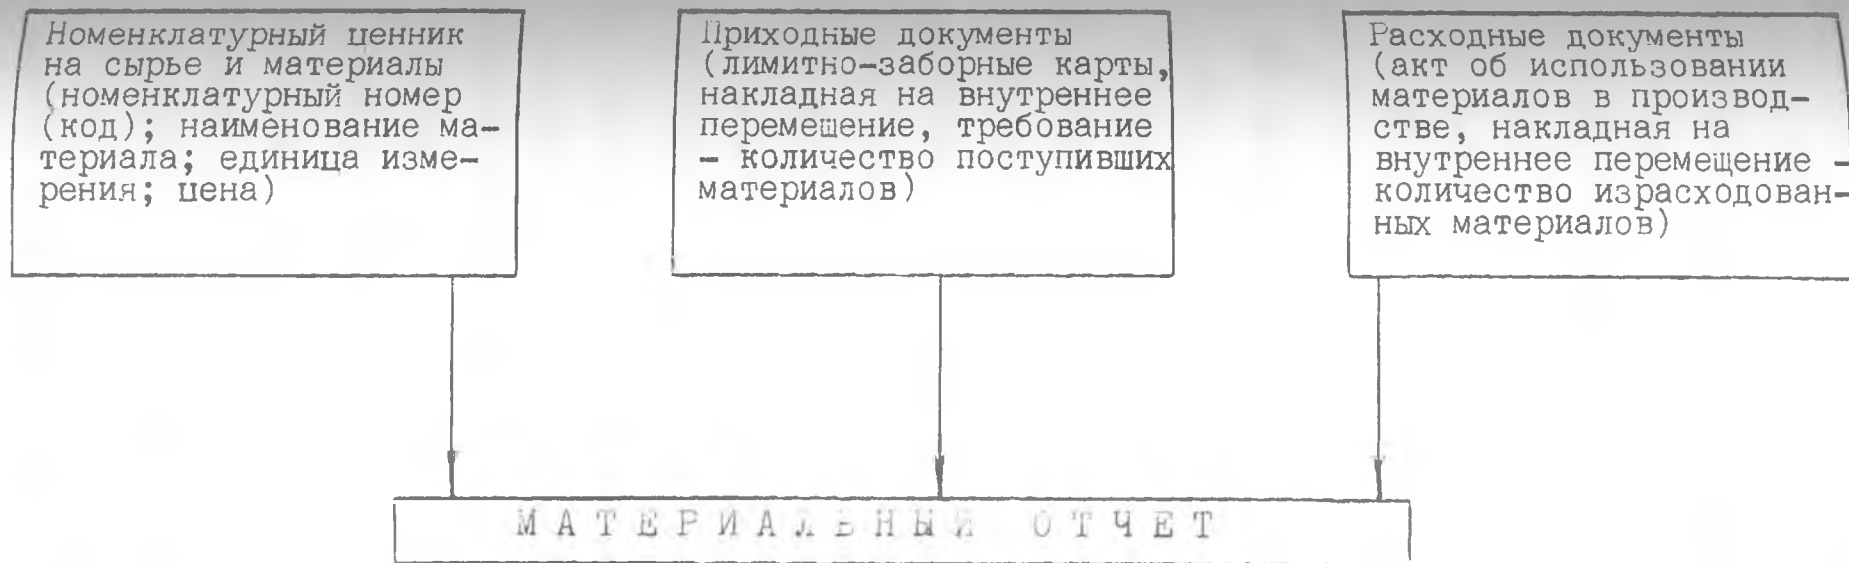 Номенклатурный ценник
на сырье и материалы
(номенклатурный номер
(код); наименование ма-
териала; единица изме-
рения; цена)
Приходные документы
(лимитно-заборные карты,
накладная на внутреннее
перемешение, требование
- количество поступивших
материалов)
Расходные документы
(акт об использовании
материалов в производ-
стве, накладная на
внутреннее перемещение -
количество израсходован-
ных материалов)
МАТЕРИАЛЬНЫЙ ОТЧЕТ